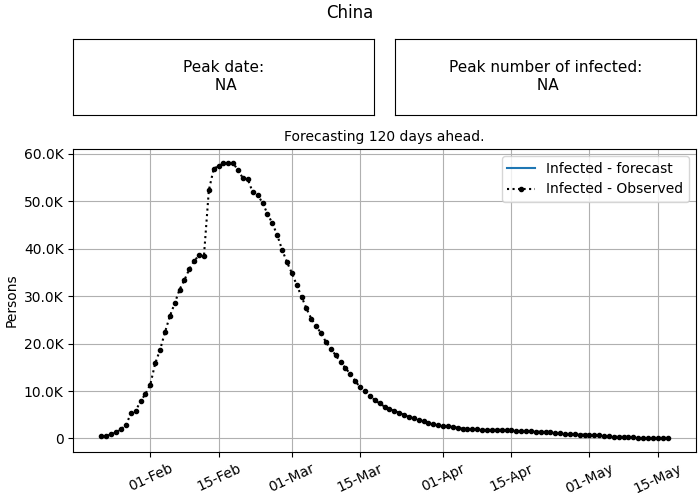 China
Peak date:
NA
Peak number of infected:
NA
Forecasting 120 days ahead.
Infected - forecast
Infected - Observed
Persons
60.0K
50.0K
40.0K
30.0K
20.0K
10.0K
0
01-Feb
15-Feb
01-Mar
15-Mar
01-Apr
15-Apr
01-May
15-May